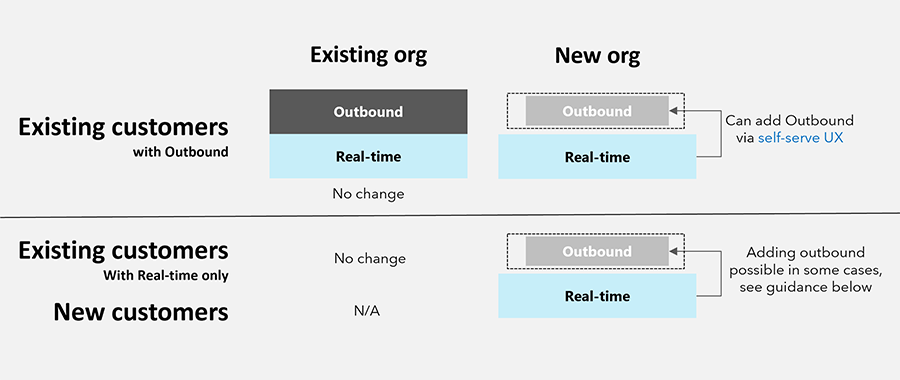 Existing org
New org
Existing customers
with Outbound
Outbound
Real-time
No change
Outbound
Real-time
Can add Outbound
via self-serve UX
Existing customers
With Real-time only
No change
New customers
N/A
Outbound
Real-time
Adding outbound
possible in some cases,
see guidance below